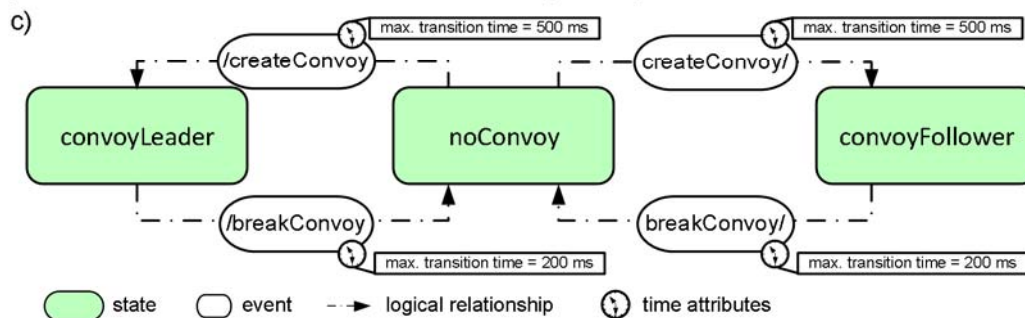 c)
max. transition time = 500 ms
max. transition time = 500 ms
/createConvoy
createConvoy/
convoyLeader
noConvoy
convoyFollower
/breakConvoy
breakConvoy/
max. transition time = 200 ms
max. transition time = 200 ms
state
event
logical relationship
time attributes